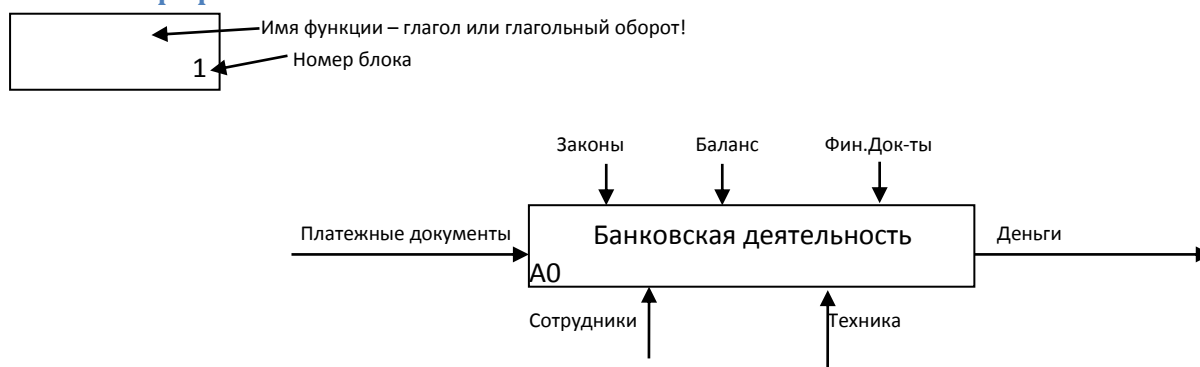 Имя функции – глагол или глагольный оборот!
1
Номер блока
Законы
Баланс
Фин.Док-ты
Платежные документы
Банковская деятельность
Деньги
А0
Сотрудники
Техника